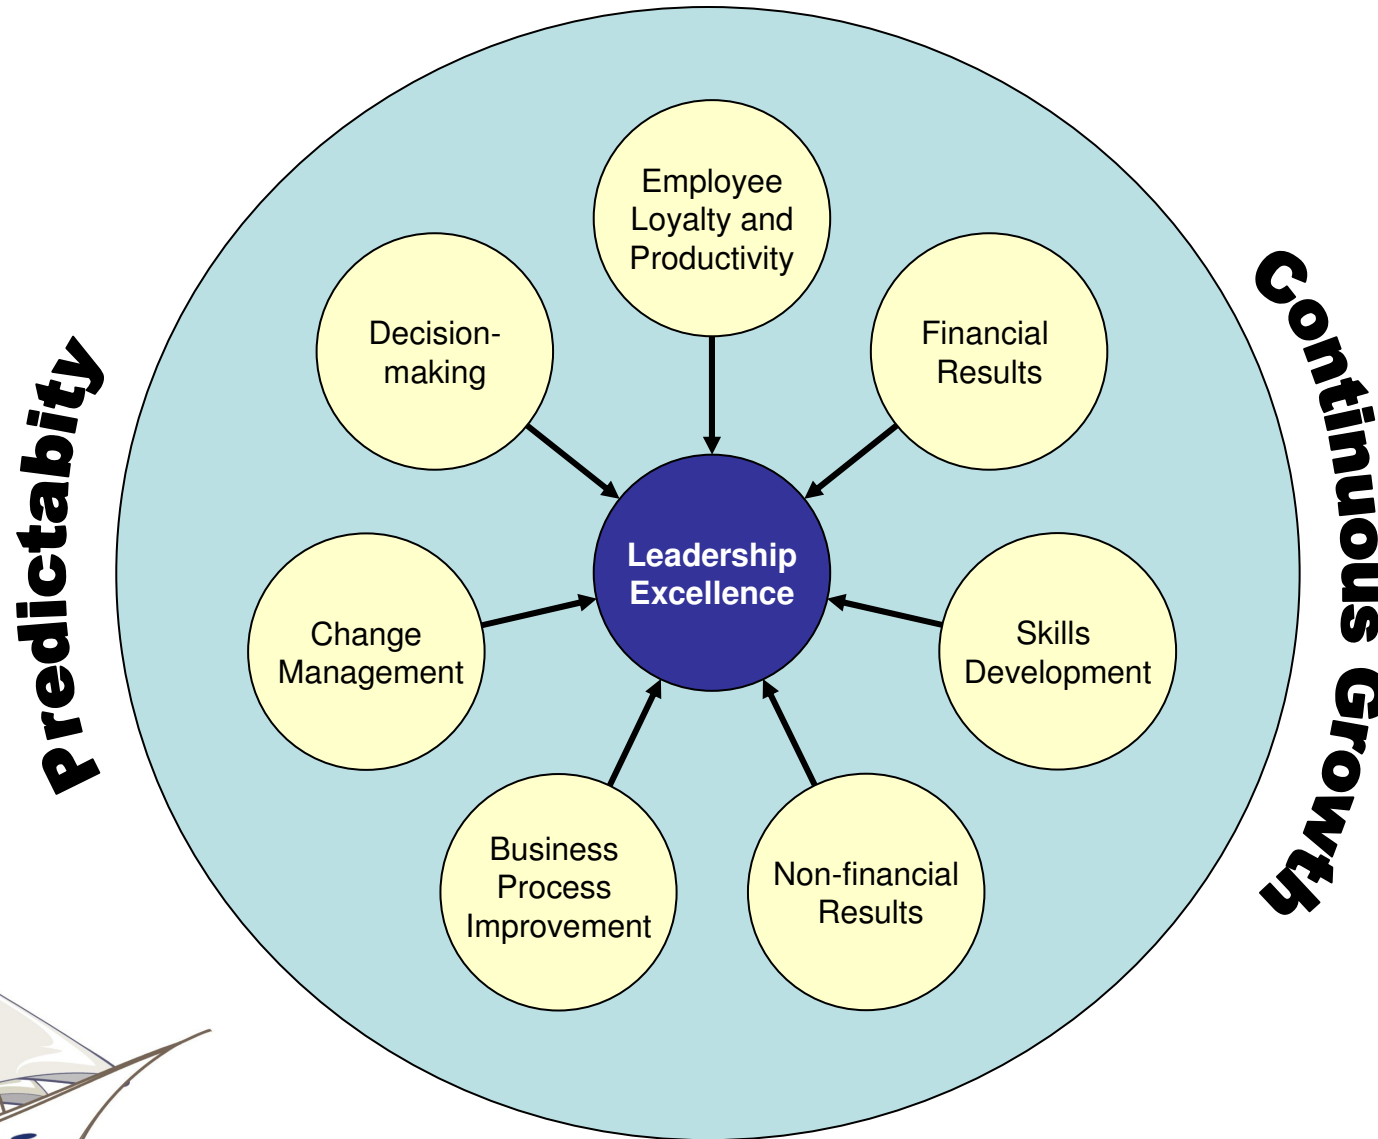 Employee
Loyalty and
Productivity
Decision-
making
Financial
Results
Predictabity
Continuous Growth
Leadership
Excellence
Change
Management
Skills
Development
Business
Process
Improvement
Non-financial
Results